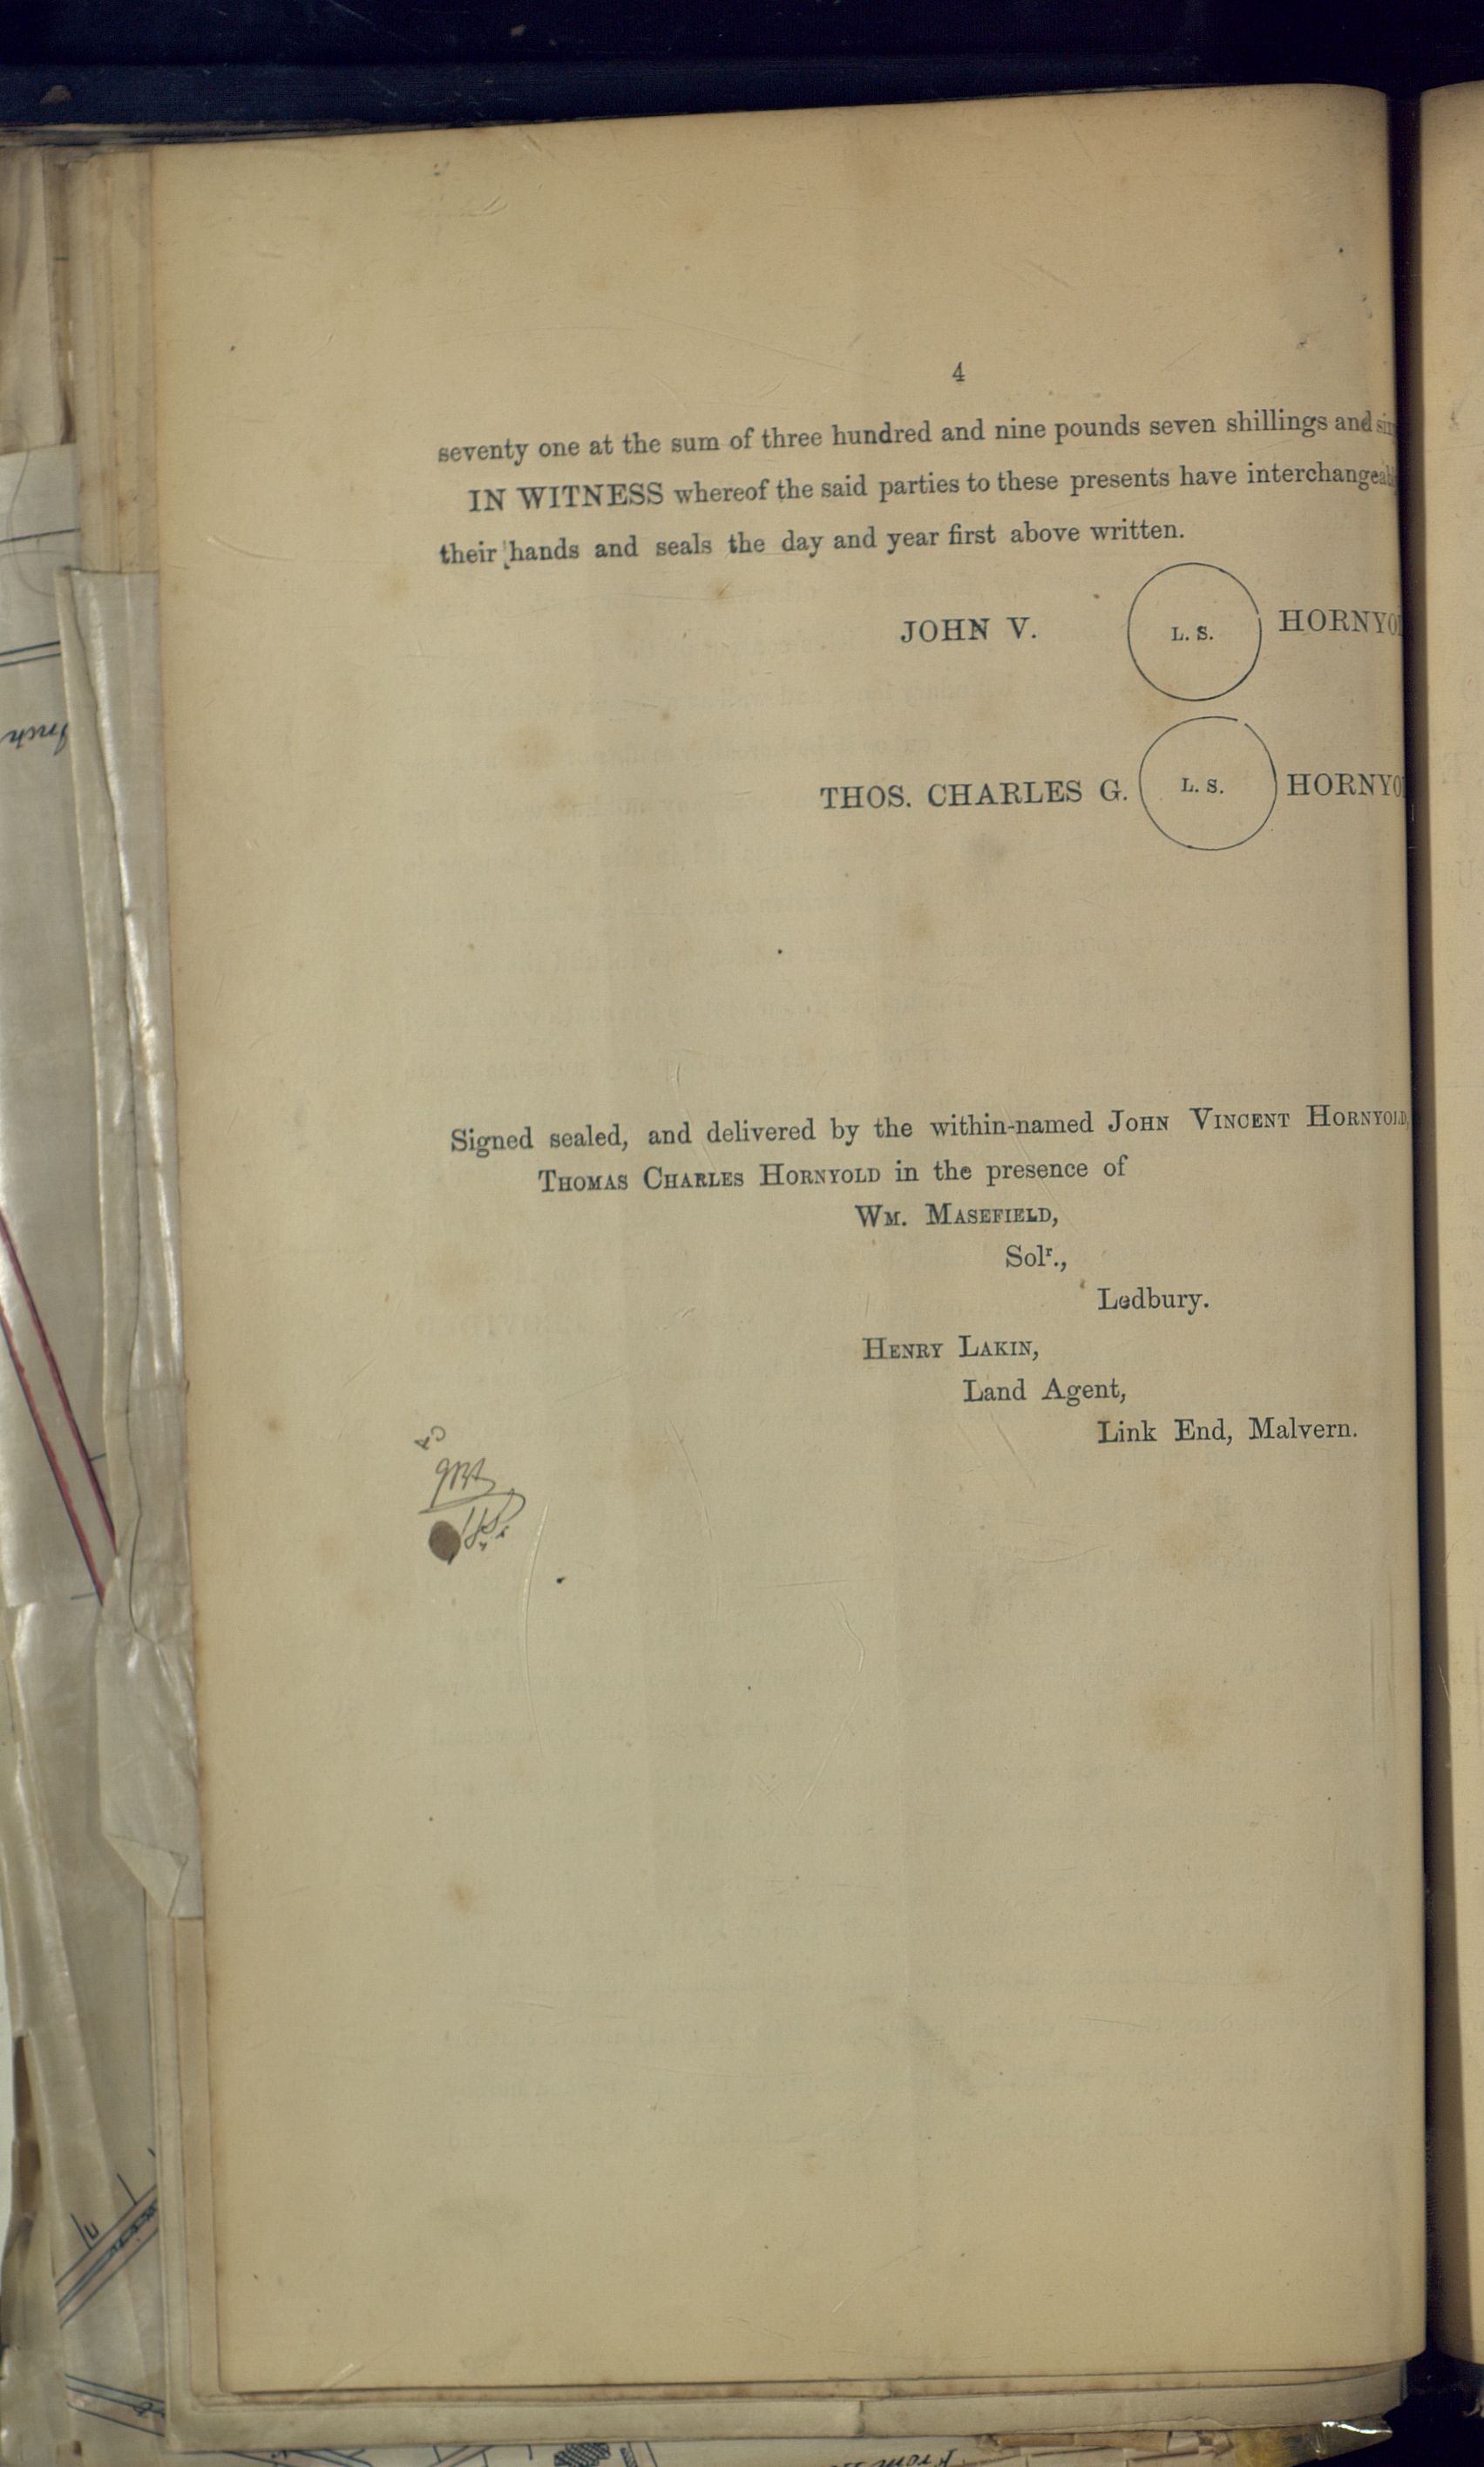 4
seventy one at the sum of three hundred and nine pounds seven shillings and
IN WITNESS whereof the said parties to these presents have interchangeab
their hands and seals the day and year first above written.
JOHN V. L. S. HORNYO
THOS. CHARLES G. L. S. HORNYO
Signed sealed, and delivered by the within-named JOHN VINCENT HORNYOLD,
THOMAS CHARLES HORNYOLD in the presence of
WM. MASEFIELD,
Solr.,
Ledbury.
HENRY LAKIN,
Land Agent,
Link End, Malvern.